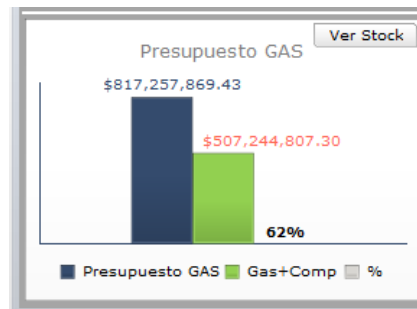 Ver Stock
Presupuesto GAS
$817,257,869.43
$507,244,807.30
62%
Presupuesto GAS Gas+Comp %